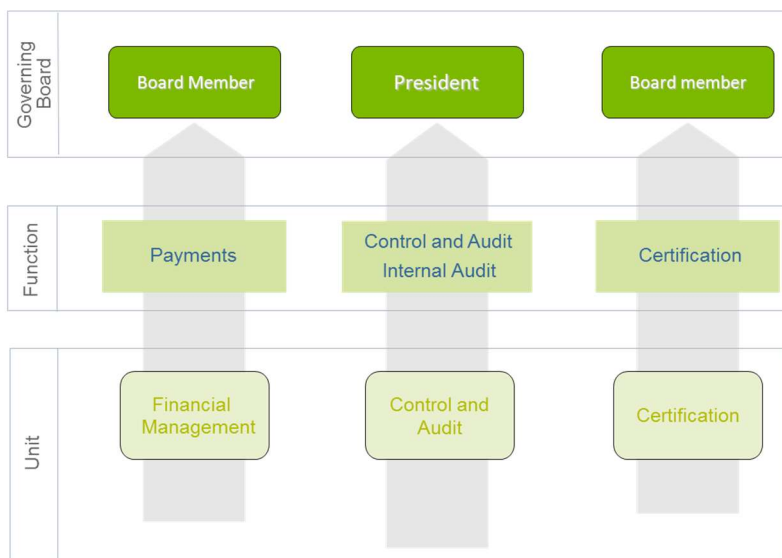 Governing
Board
Board Member
President
Board member
Function
Payments
Control and Audit
Internal Audit
Certification
Unit
Financial
Management
Control and
Audit
Certification